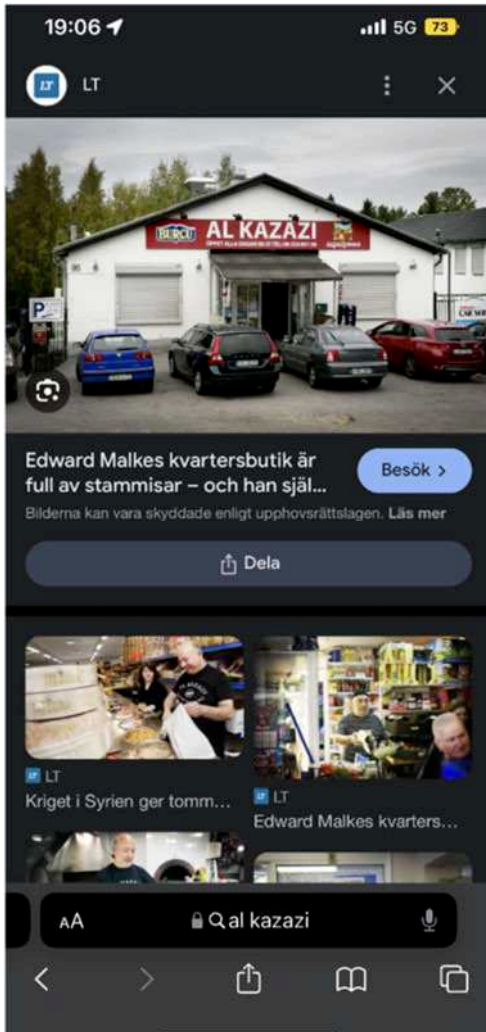 19:06
5G 73
LT
LT
BURCU AL KAZAZI
P
Edward Malkes kvartersbutik är
full av stammisar – och han själ...
Besök >
Bilderna kan vara skyddade enligt upphovsrättslagen. Läs mer
Dela
LT
Kriget i Syrien ger tomm...
LT
Edward Malkes kvarters...
AA
al kazazi